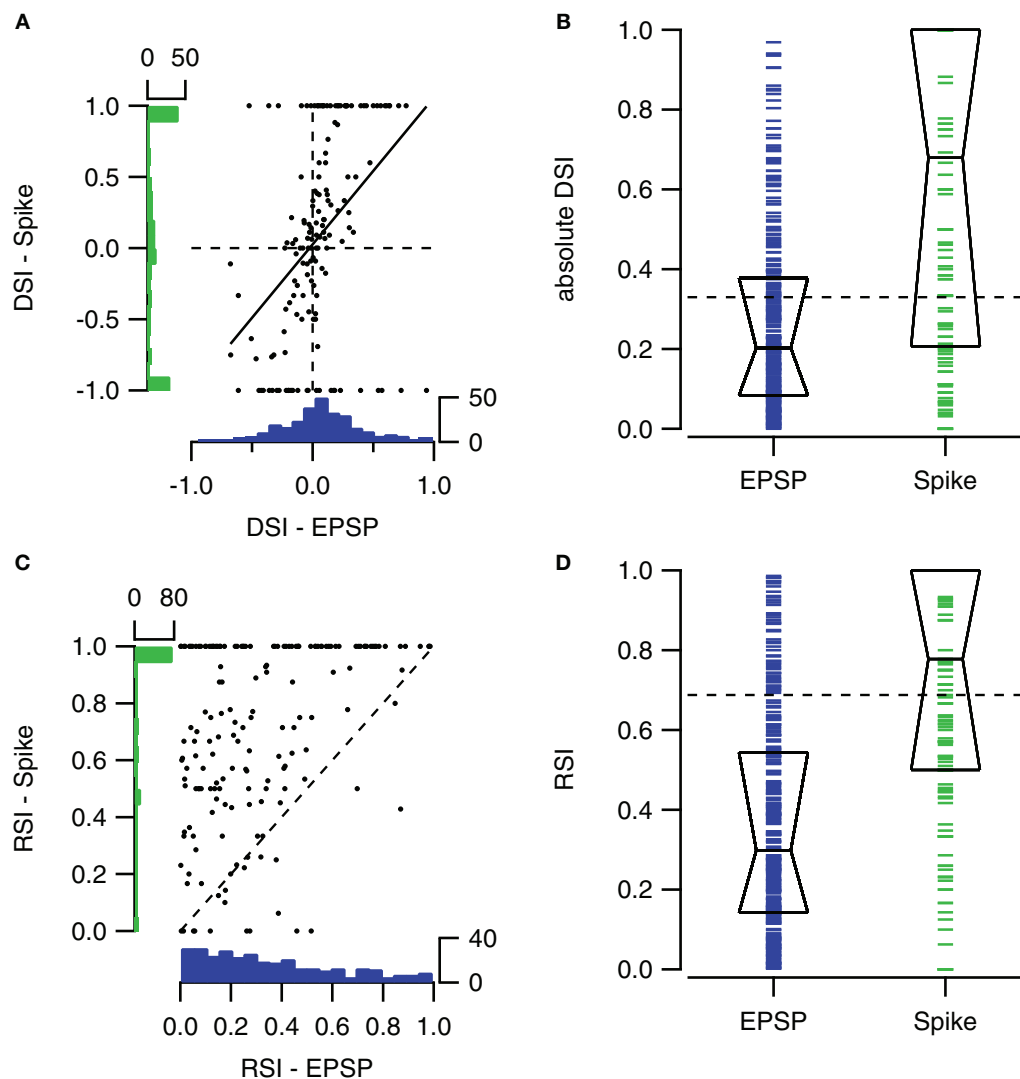 A
0 50
1.0
0.5
0.0
-0.5
-1.0
DSI - Spike
50
0
-1.0 0.0 1.0
DSI - EPSP
B
1.0
0.8
0.6
0.4
0.2
0.0
absolute DSI
EPSP Spike
C
0 80
1.0
0.8
0.6
0.4
0.2
0.0
RSI - Spike
40
0
0.0 0.2 0.4 0.6 0.8 1.0
RSI - EPSP
D
1.0
0.8
0.6
0.4
0.2
0.0
RSI
EPSP Spike